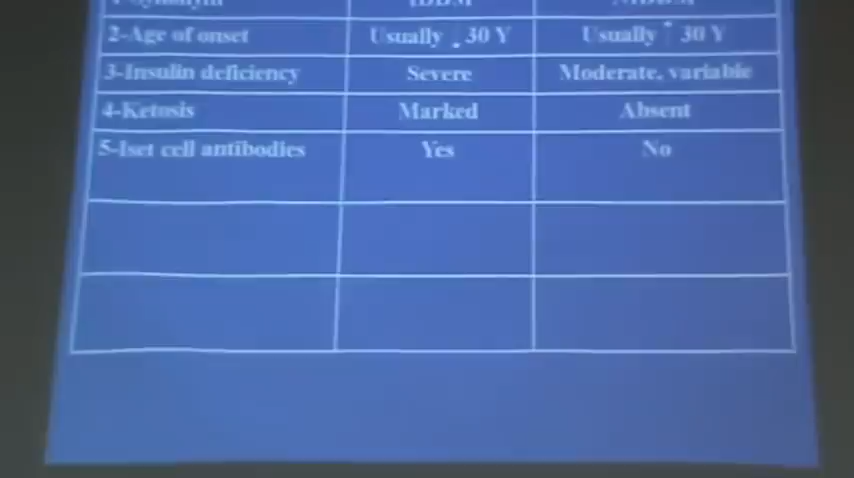 2-Age of onset Usually ↓ 30 Y Usually ↑ 30 Y
3-Insulin deficiency Severe Moderate, variable
4-Ketosis Marked Absent
5-Iset cell antibodies Yes No